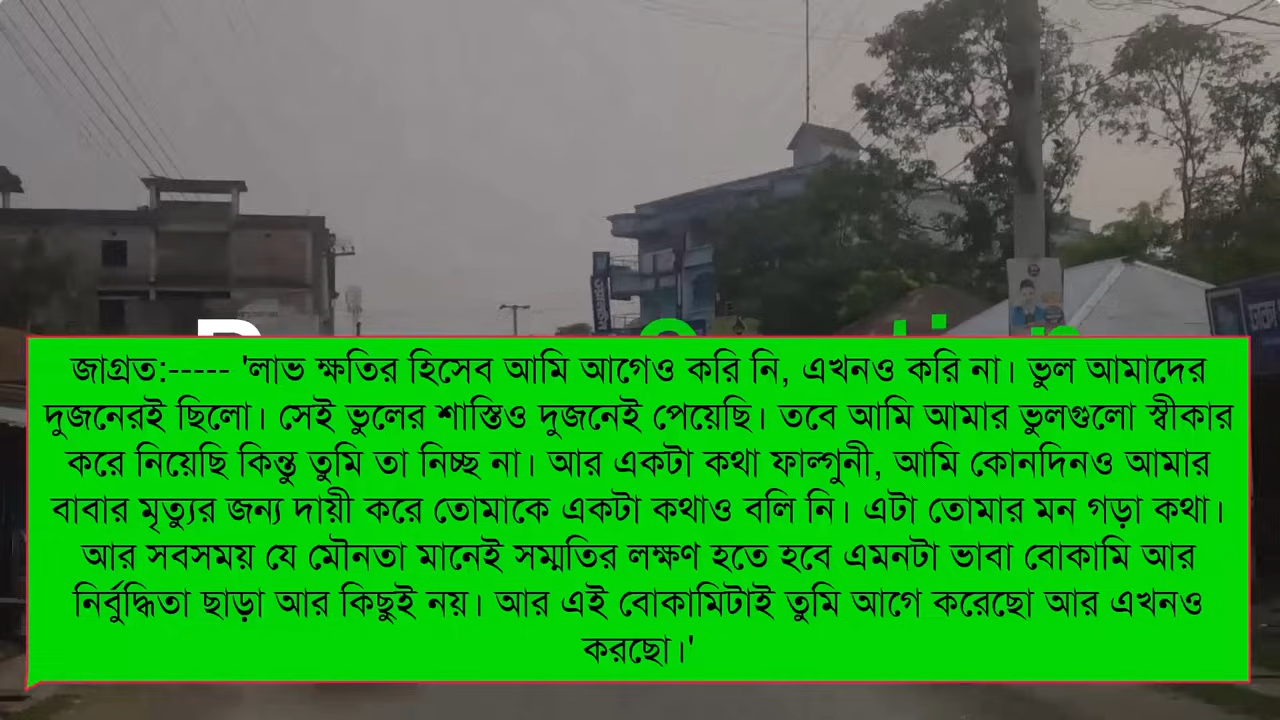 জাগ্রত:----- 'লাভ ক্ষতির হিসেব আমি আগেও করি নি, এখনও করি না। ভুল আমাদের
দুজনেরই ছিলো। সেই ভুলের শাস্তিও দুজনেই পেয়েছি। তবে আমি আমার ভুলগুলো স্বীকার
করে নিয়েছি কিন্তু তুমি তা নিচ্ছ না। আর একটা কথা ফাল্গুনী, আমি কোনদিনও আমার
বাবার মৃত্যুর জন্য দায়ী করে তোমাকে একটা কথাও বলি নি। এটা তোমার মন গড়া কথা।
আর সবসময় যে মৌনতা মানেই সম্মতির লক্ষণ হতে হবে এমনটা ভাবা বোকামি আর
নির্বুদ্ধিতা ছাড়া আর কিছুই নয়। আর এই বোকামিটাই তুমি আগে করেছো আর এখনও
করছো।'